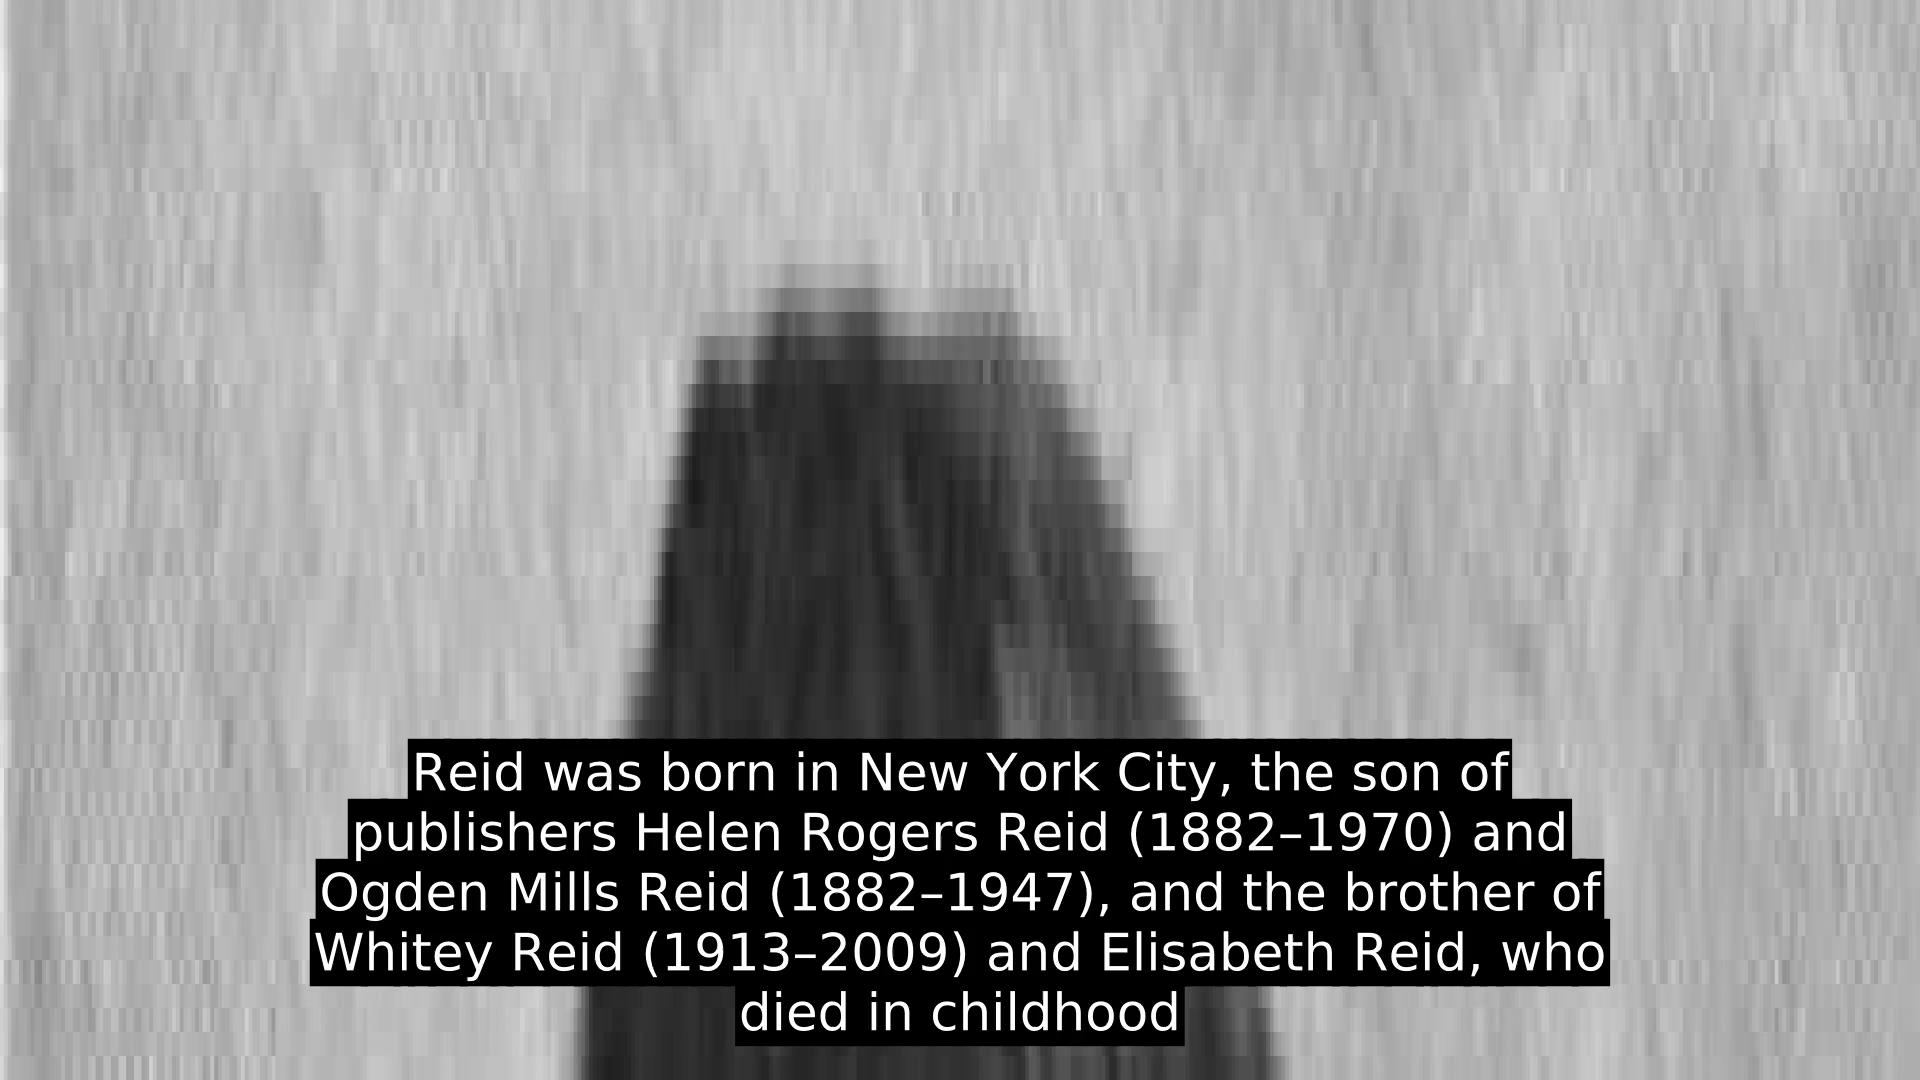 Reid was born in New York City, the son of
publishers Helen Rogers Reid (1882–1970) and
Ogden Mills Reid (1882–1947), and the brother of
Whitey Reid (1913–2009) and Elisabeth Reid, who
died in childhood